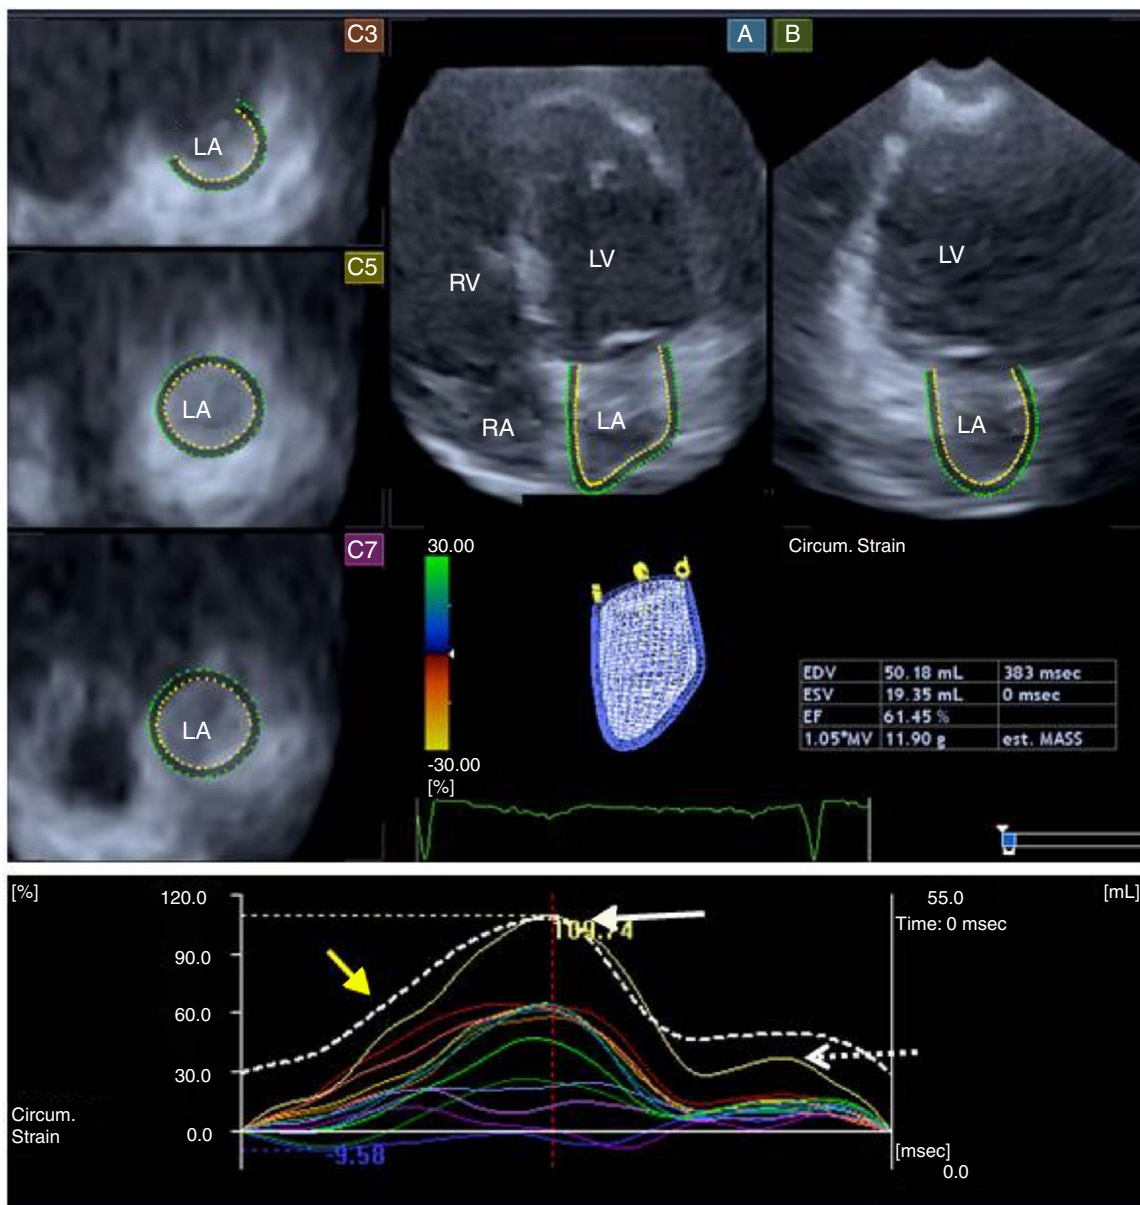 C3
LA
C5
LA
C7
LA
A
RV
LV
RA
LA
B
LV
LA
30.00
-30.00
[%]
Circum. Strain
EDV 50.18 mL 383 msec
ESV 19.35 mL 0 msec
EF 61.45 %
1.05*MV 11.90 g est. MASS
[%]
120.0
90.0
60.0
30.0
0.0
Circum.
Strain
109.74
-9.58
55.0
[mL]
Time: 0 msec
[msec]
0.0